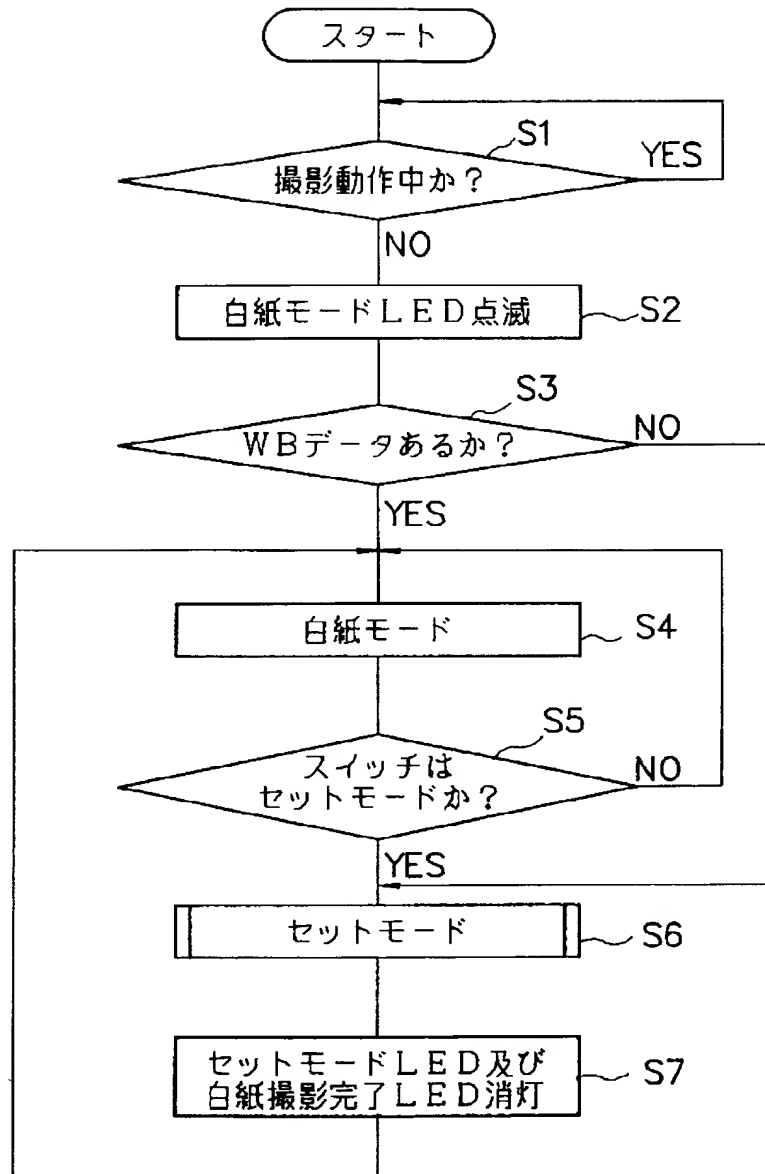 スタート
S1
YES
撮影動作中か？
NO
白紙モードLED点滅
S2
S3
NO
WBデータあるか？
YES
白紙モード
S4
S5
スイッチは
セットモードか？
NO
YES
セットモード
S6
セットモードLED及び
白紙撮影完了LED消灯
S7